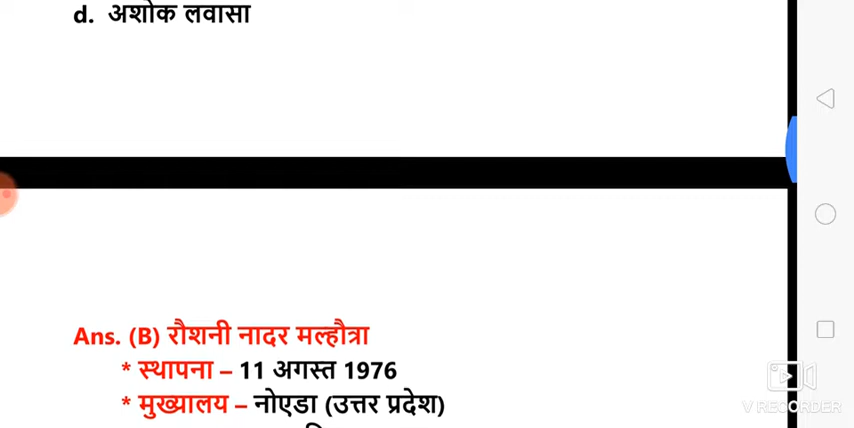 d. अशोक लवासा
Ans. (B) रौशनी नादर मल्हौत्रा
* स्थापना – 11 अगस्त 1976
* मुख्यालय – नोएडा (उत्तर प्रदेश)
V RECORDER